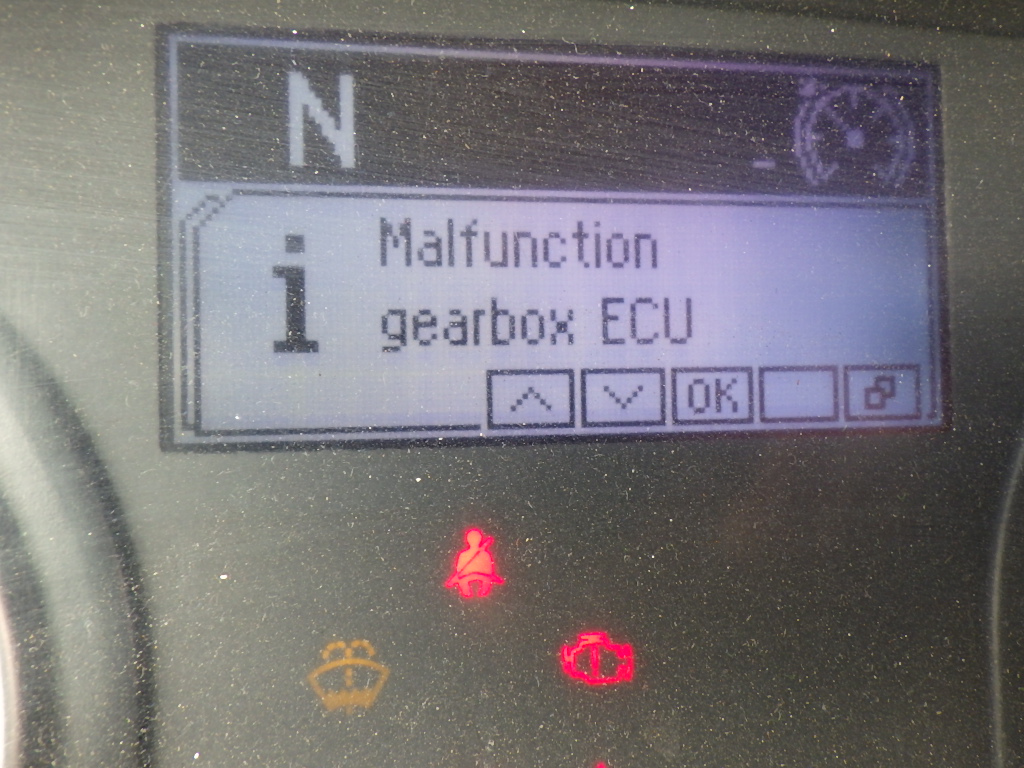 N
Malfunction
gearbox ECU
OK